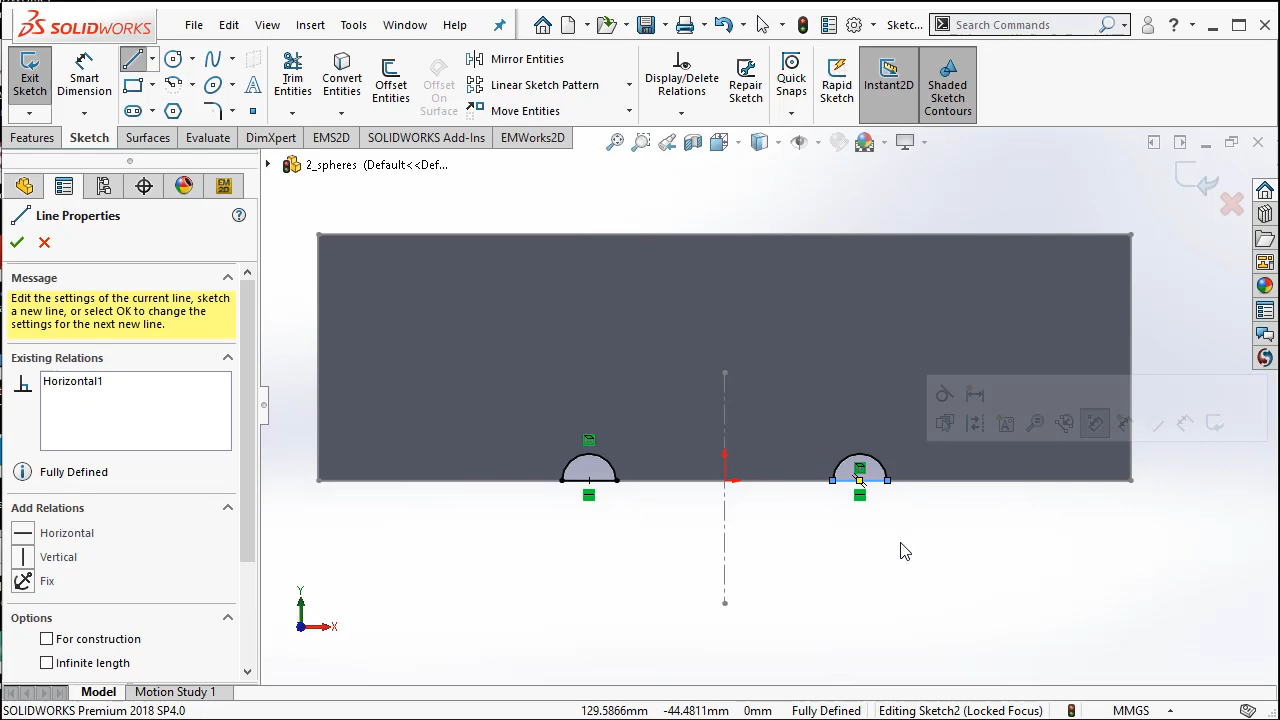 SOLIDWORKS
File Edit View Insert Tools Window Help
Sketc...
Search Commands
Exit Sketch
Smart Dimension
Trim Entities
Convert Entities
Offset Entities
Offset On Surface
Mirror Entities
Linear Sketch Pattern
Move Entities
Display/Delete Relations
Repair Sketch
Quick Snaps
Rapid Sketch
Instant2D
Shaded Sketch Contours
Features Sketch Surfaces Evaluate DimXpert EMS2D SOLIDWORKS Add-Ins EMWorks2D
2_spheres (Default<<Def...
EM 2D
Line Properties
Message
Edit the settings of the current line, sketch
a new line, or select OK to change the
settings for the next new line.
Existing Relations
Horizontal1
Fully Defined
Add Relations
Horizontal
Vertical
Fix
Options
For construction
Infinite length
Y
X
Model Motion Study 1
SOLIDWORKS Premium 2018 SP4.0
129.5866mm -44.4811mm 0mm Fully Defined Editing Sketch2 (Locked Focus) MMGS